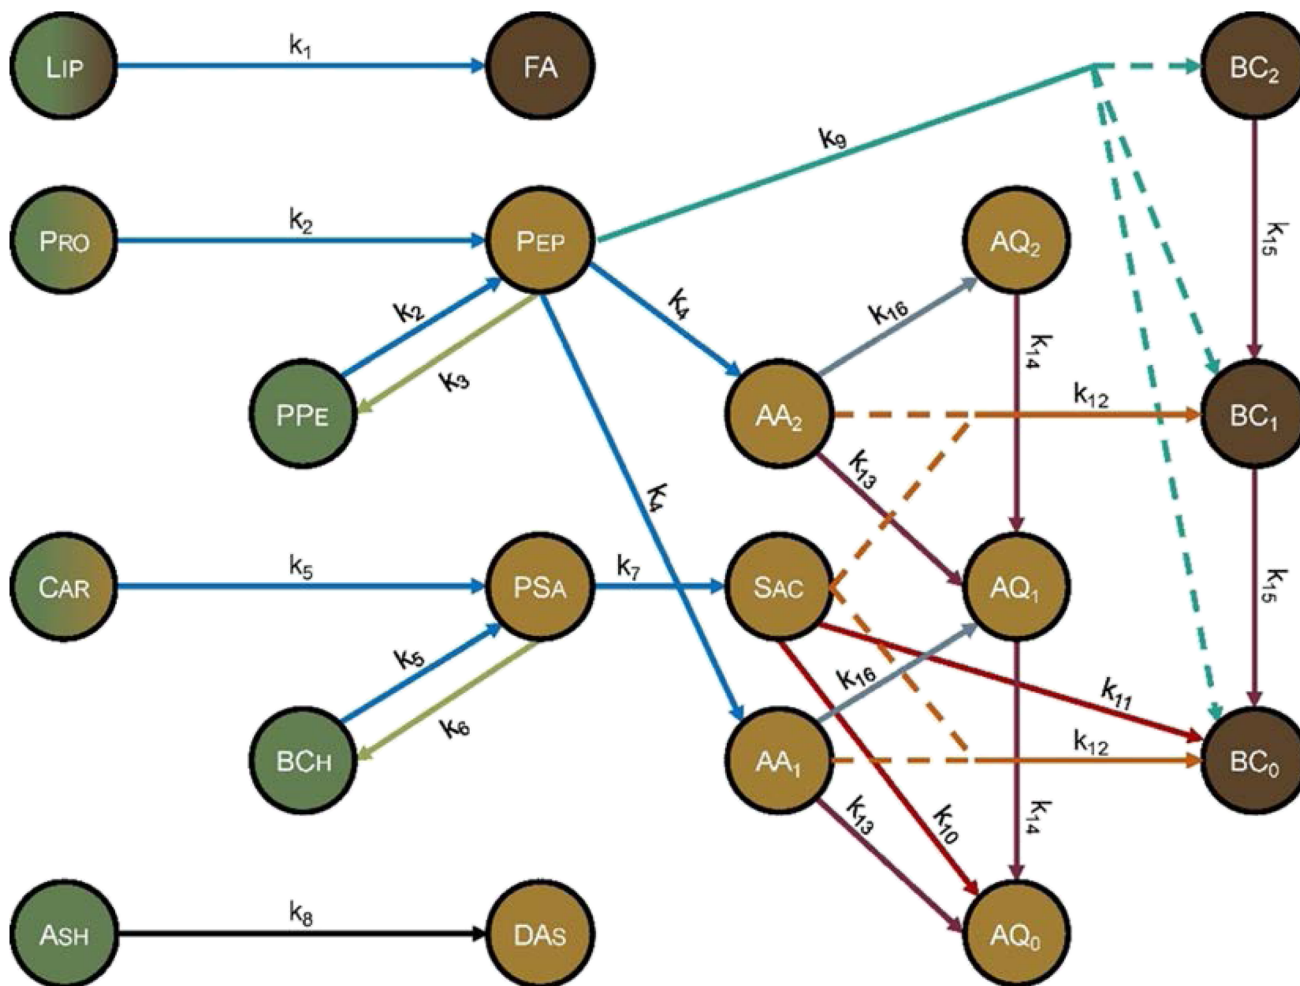 LIP
k₁
FA
BC₂
k₉
PRO
k₂
PEP
AQ₂
k₁₅
k₂
k₄
k₁₆
k₃
k₁₄
PPE
AA₂
k₁₂
BC₁
k₁₃
k₄
CAR
k₅
PSA
k₇
SAC
AQ₁
k₁₅
k₅
k₁₆
k₁₁
k₆
BCH
AA₁
k₁₂
BC₀
k₁₃
k₁₀
k₁₄
ASH
k₈
DAS
AQ₀